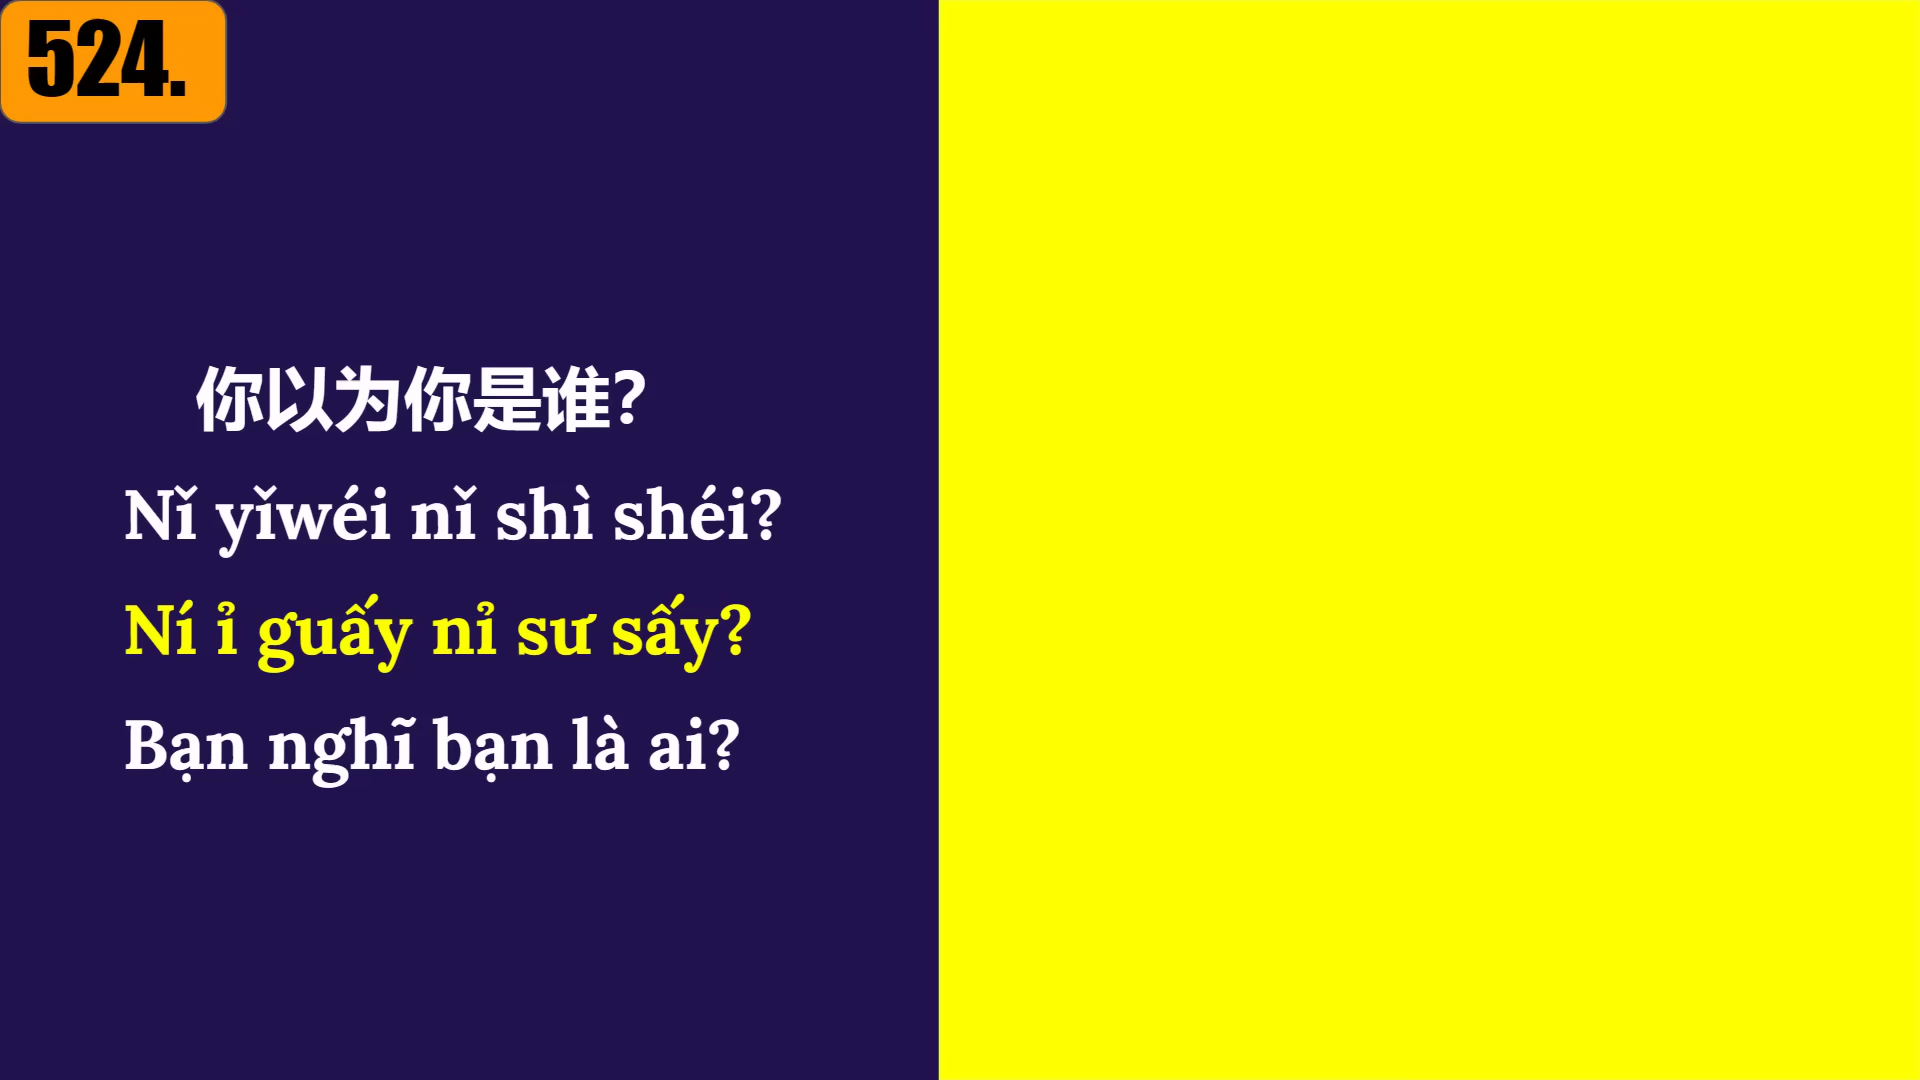 524.
你以为你是谁？
Nǐ yǐwéi nǐ shì shéi?
Ní ỉ guấy nỉ sư sấy?
Bạn nghĩ bạn là ai?